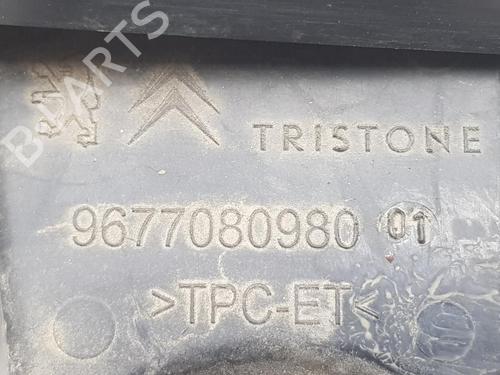 B-PARTS
TRISTONE
9677080980 01
>TPC-ET<